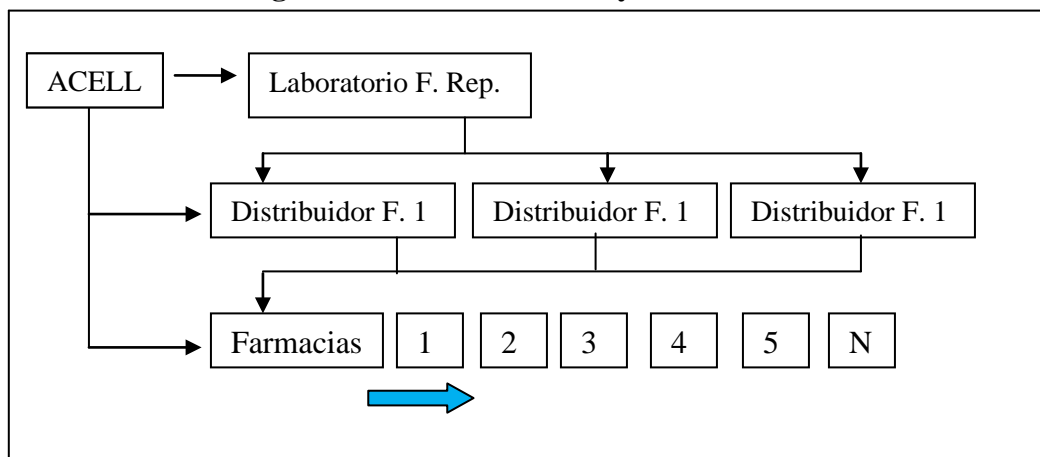 ACELL
Laboratorio F. Rep.
Distribuidor F. 1
Distribuidor F. 1
Distribuidor F. 1
Farmacias
1
2
3
4
5
N